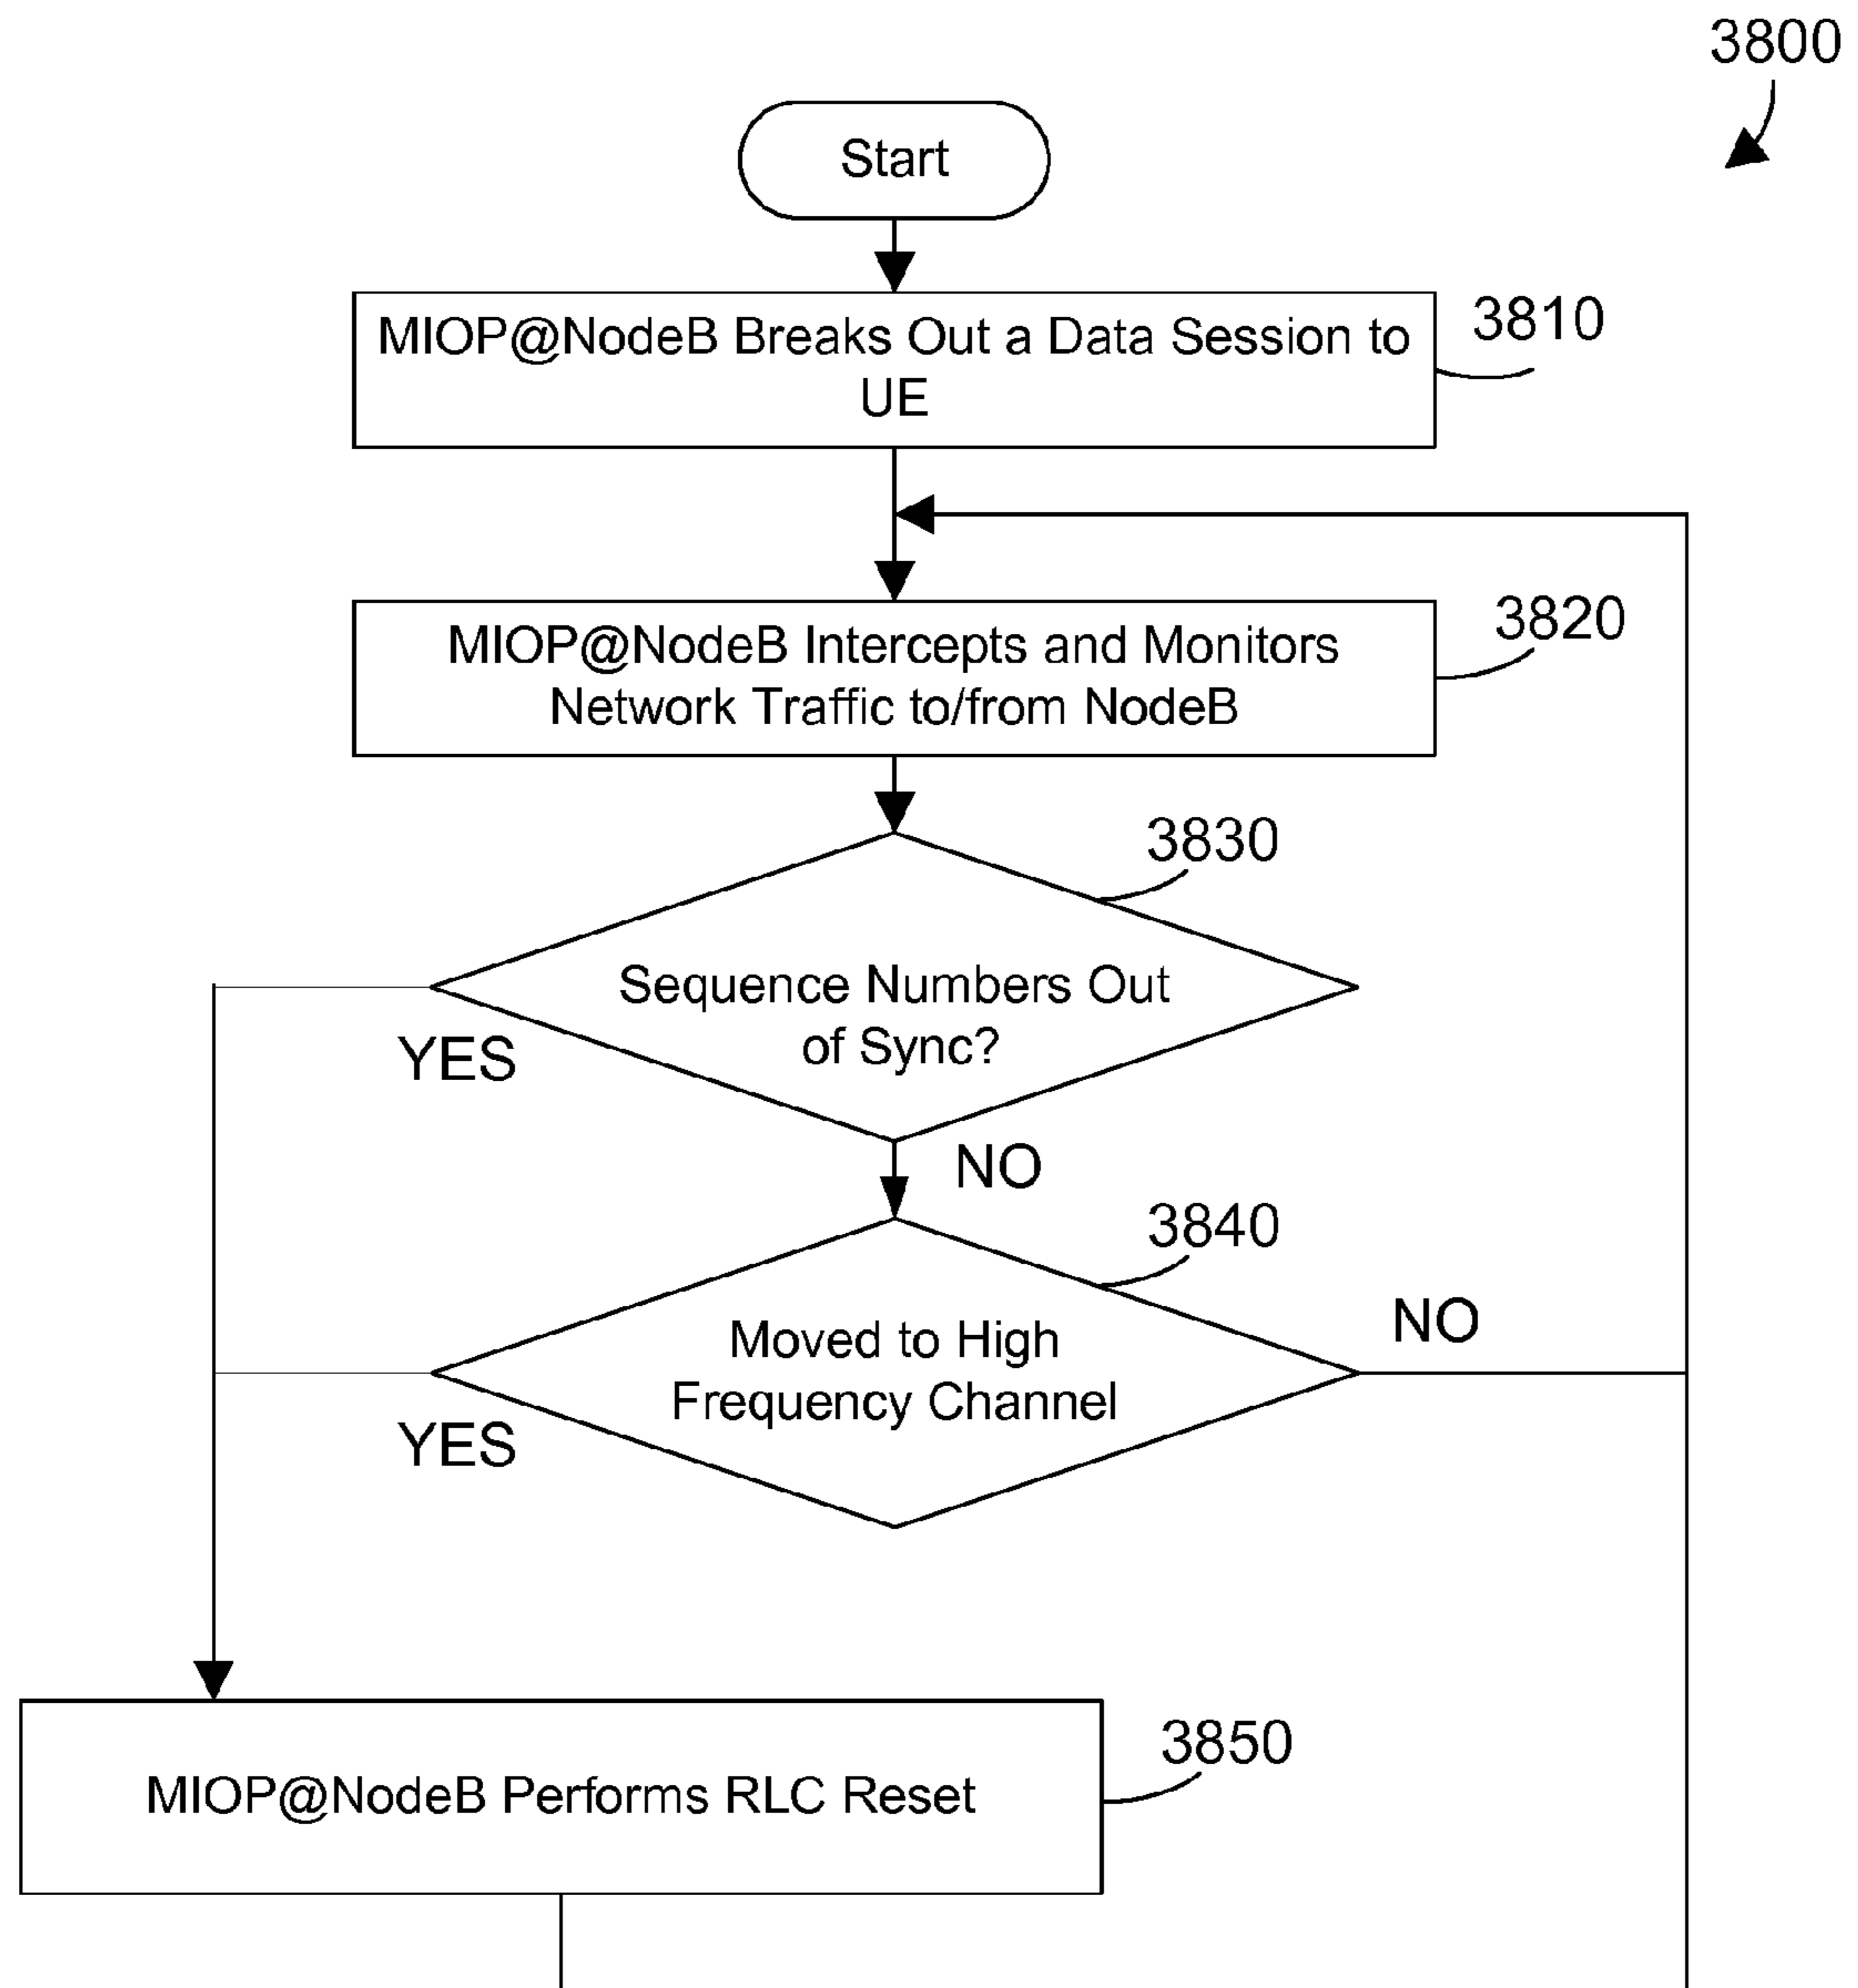 3800
Start
MIOP@NodeB Breaks Out a Data Session to
UE
3810
MIOP@NodeB Intercepts and Monitors
Network Traffic to/from NodeB
3820
3830
Sequence Numbers Out
of Sync?
YES
NO
3840
Moved to High
Frequency Channel
NO
YES
MIOP@NodeB Performs RLC Reset
3850